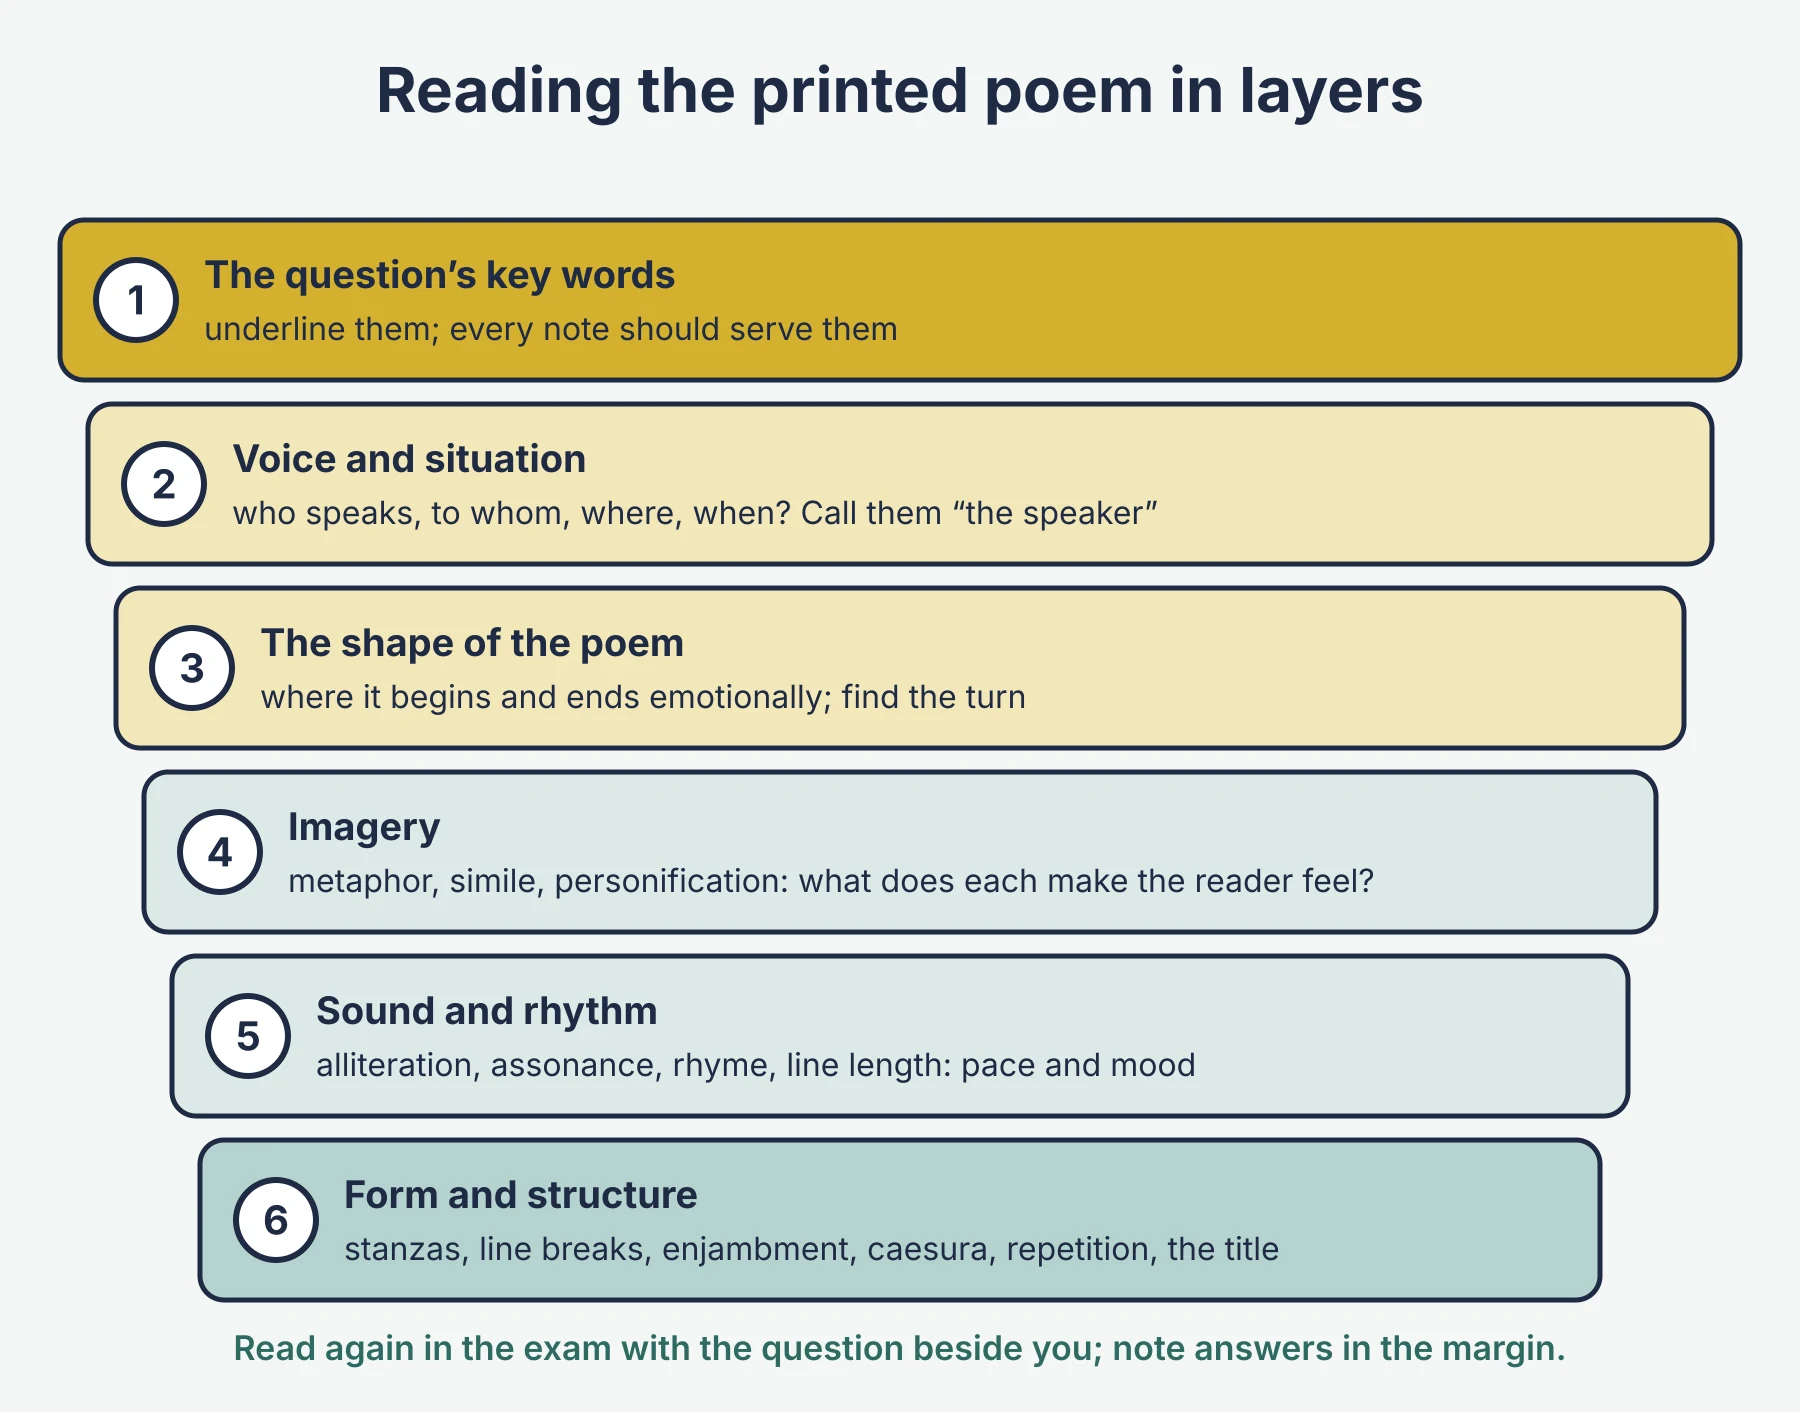 Reading the printed poem in layers
1
The question’s key words
underline them; every note should serve them
2
Voice and situation
who speaks, to whom, where, when? Call them “the speaker”
3
The shape of the poem
where it begins and ends emotionally; find the turn
4
Imagery
metaphor, simile, personification: what does each make the reader feel?
5
Sound and rhythm
alliteration, assonance, rhyme, line length: pace and mood
6
Form and structure
stanzas, line breaks, enjambment, caesura, repetition, the title
Read again in the exam with the question beside you; note answers in the margin.